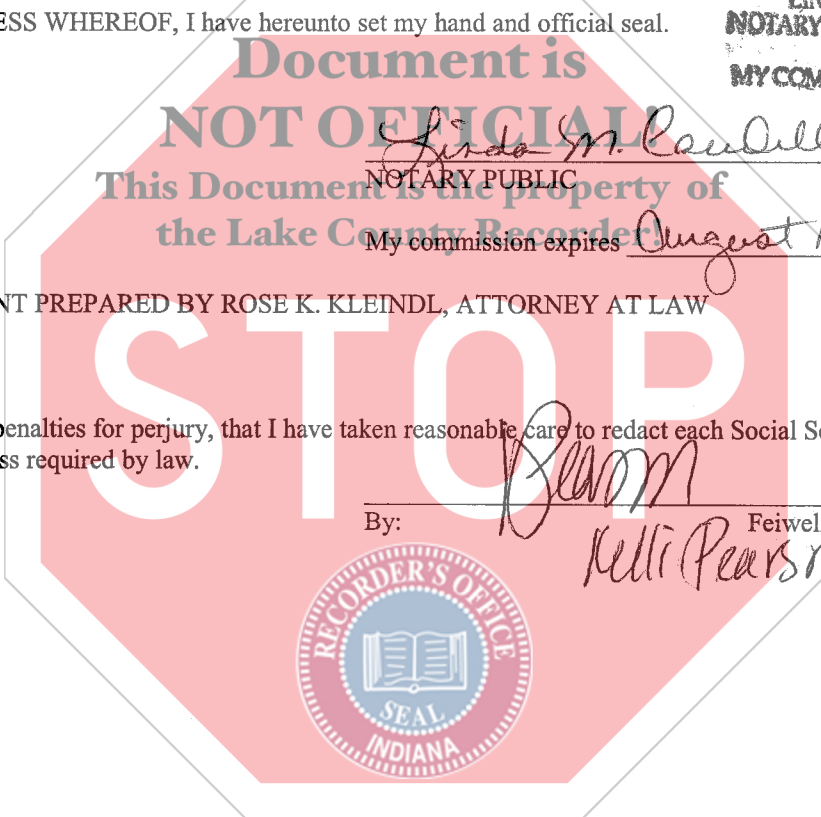 ESS WHEREOF, I have hereunto set my hand and official seal.
NOTARY
MY COM
Document is
NOT OFFICIAL!
This Document is the property of
the Lake County Recorder!
Linda M.
NOTARY PUBLIC
My commission expires August
NT PREPARED BY ROSE K. KLEINDL, ATTORNEY AT LAW
STOP
penalties for perjury, that I have taken reasonable care to redact each Social Se
ss required by law.
By:
Feiwel
Kelli Pearson
RECORDER'S OFFICE
SEAL
INDIANA